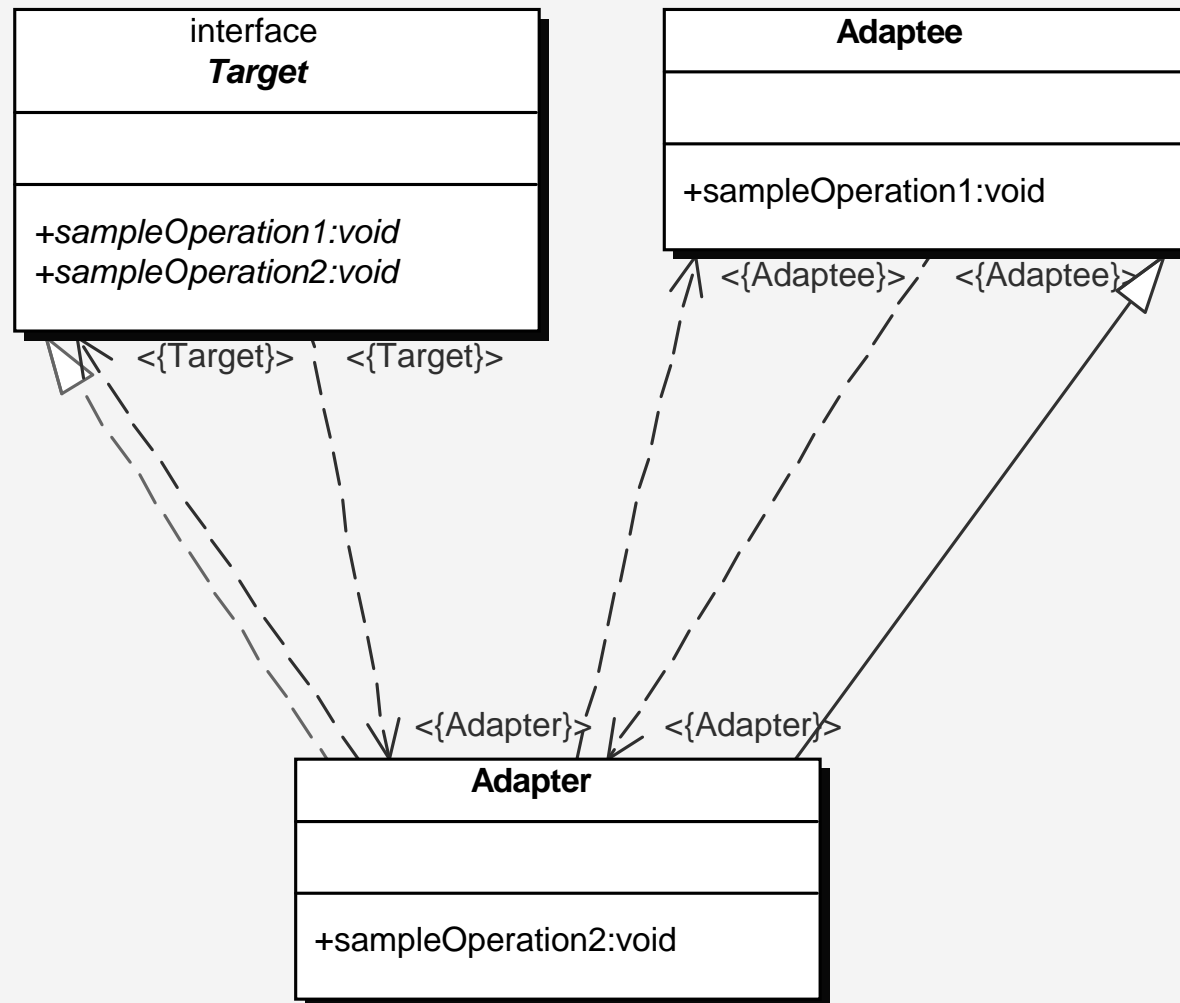 interface
Target
+sampleOperation1:void
+sampleOperation2:void
Adaptee
+sampleOperation1:void
<{Target}>
<{Target}>
<{Adaptee}>
<{Adaptee}>
<{Adapter}>
<{Adapter}>
Adapter
+sampleOperation2:void